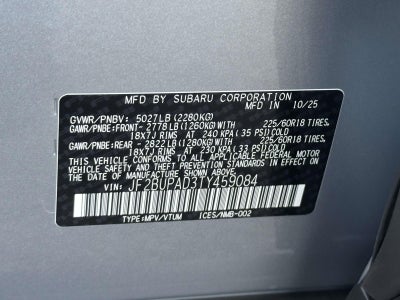 MFD BY SUBARU CORPORATION 10/25
GVWR/PNBV: 5027LB(2280KG)
GAWR/PNBE:FRONT- 2778LB(1260KG)WITH 225/60R18 TIRES,
18X7J RIMS AT 240 KPA(35 PSI)COLD
GAWR/PNBE:REAR - 2822LB(1280KG)WITH 225/60R18 TIRES,
18X7J RIMS AT 230 KPA(33 PSI)COLD
THIS VEHICLE CONFORMS TO ALL APPLICABLE FEDERAL MOTOR
VEHICLE SAFETY AND THEFT PREVENTION STANDARDS IN
EFFECT ON THE DATE OF MANUFACTURE SHOWN ABOVE.
VEHICLE IDENTIFICATION NUMBER:
JF2BUPAD3TY459084
TYPE:MPV/VTUM ICES/NMB-002